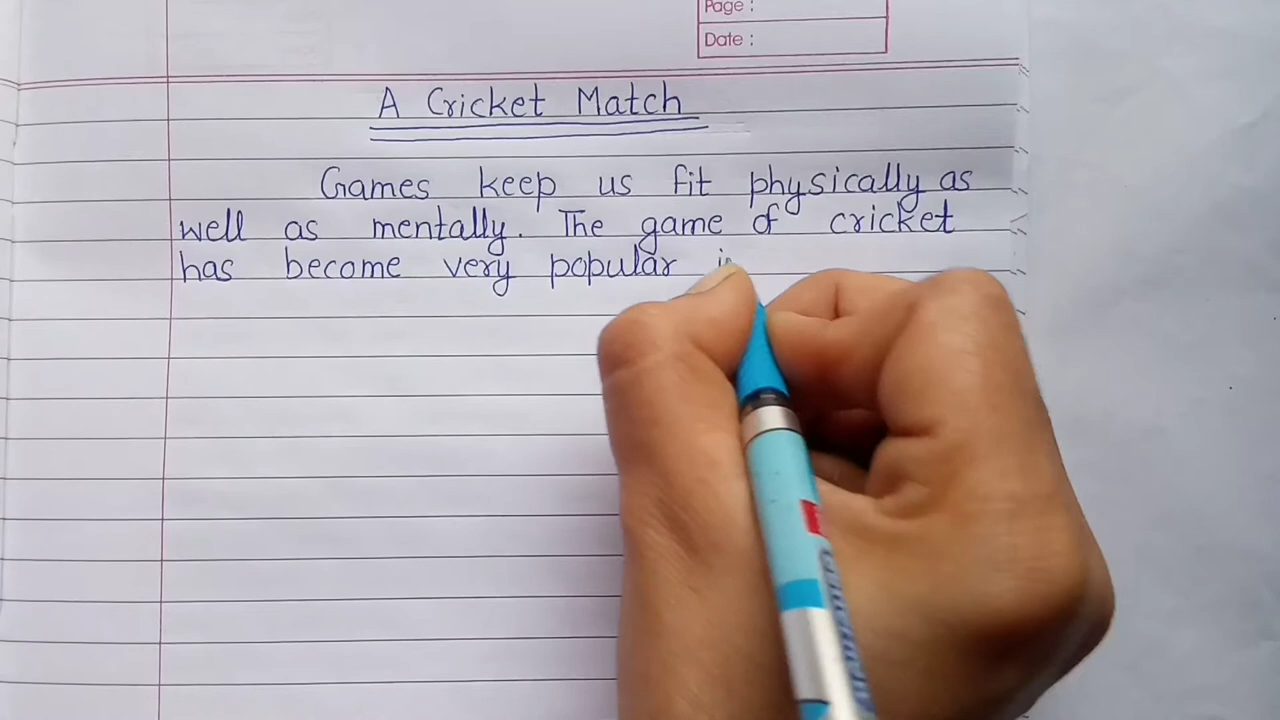 Page :
Date :
A Cricket Match
Games keep us fit physically as
well as mentally. The game of cricket
has become very popular